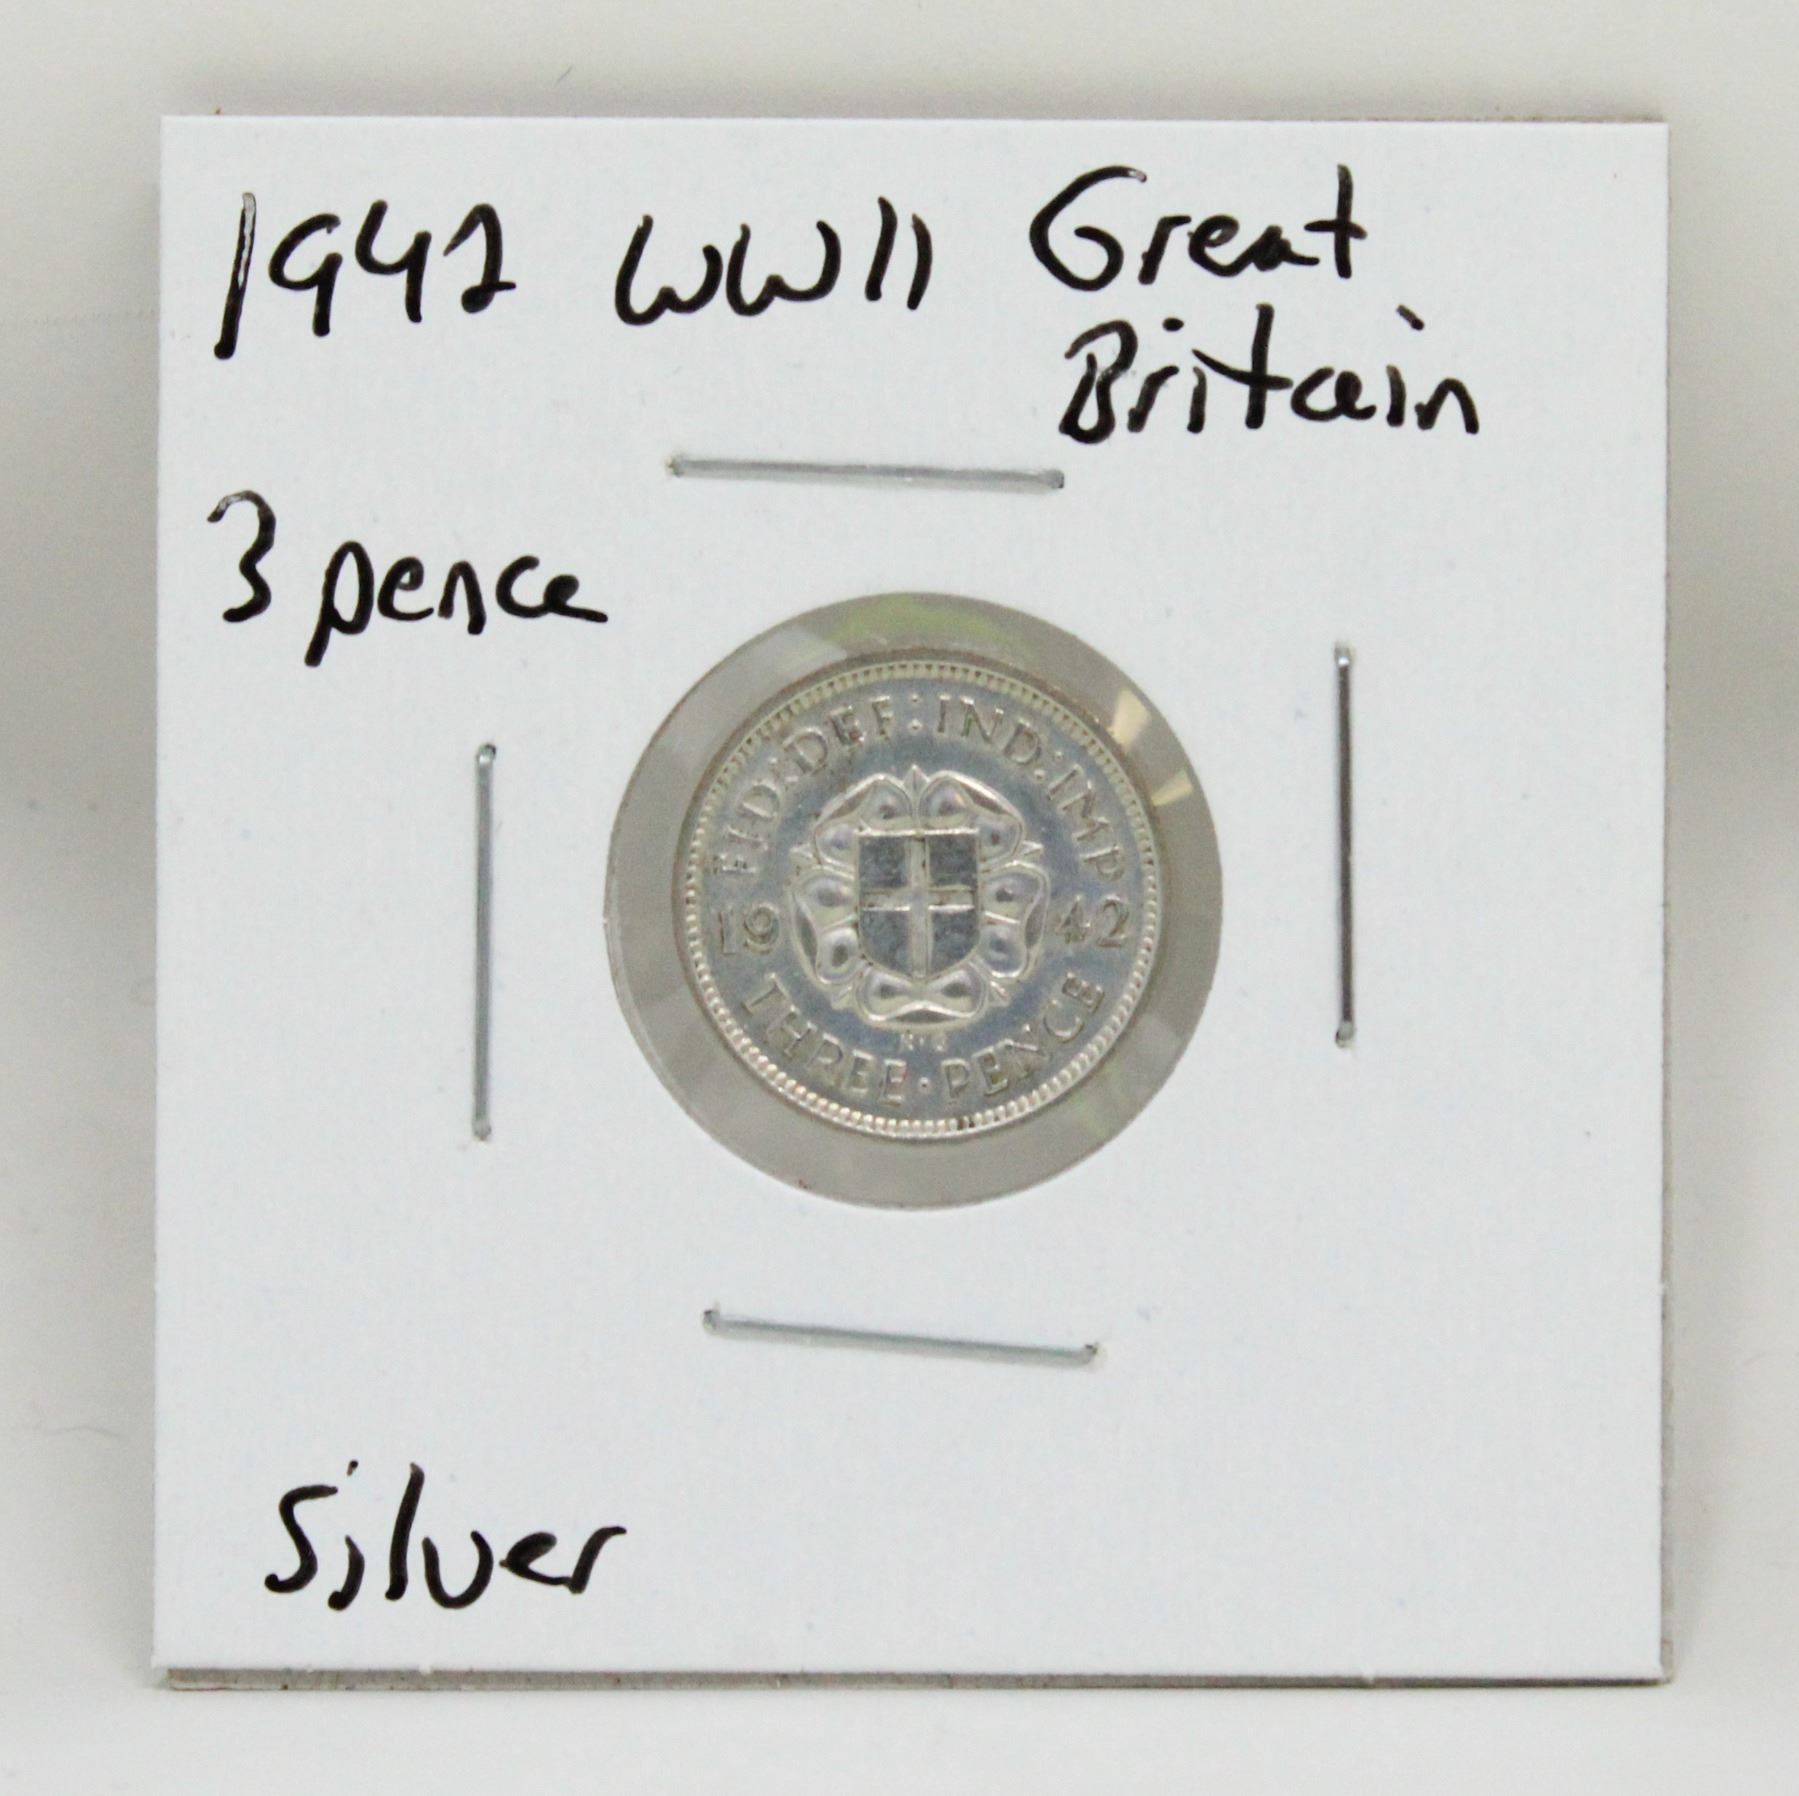 1942 WWII Great
Britain
3 pence
FID:DEF:IND:IMP
19 42
K·G
THREE·PENCE
Silver